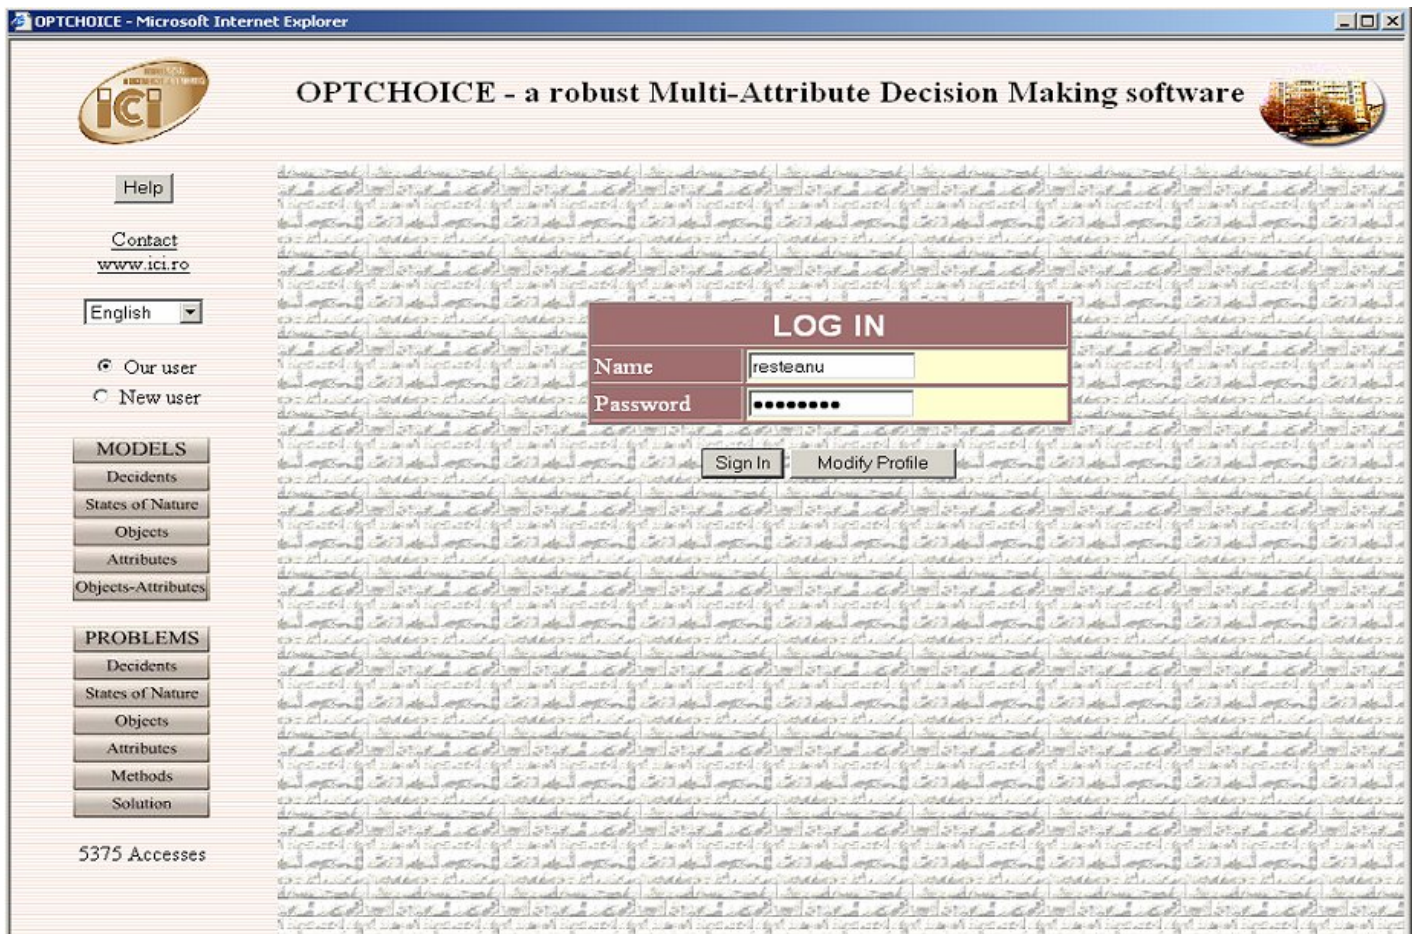 OPTCHOICE - Microsoft Internet Explorer
ici
OPTCHOICE - a robust Multi-Attribute Decision Making software
Help
Contact
www.ici.ro
English
Our user
New user
MODELS
Decidents
States of Nature
Objects
Attributes
Objects-Attributes
PROBLEMS
Decidents
States of Nature
Objects
Attributes
Methods
Solution
5375 Accesses
LOG IN
Name resteanu
Password ●●●●●●●●
Sign In Modify Profile